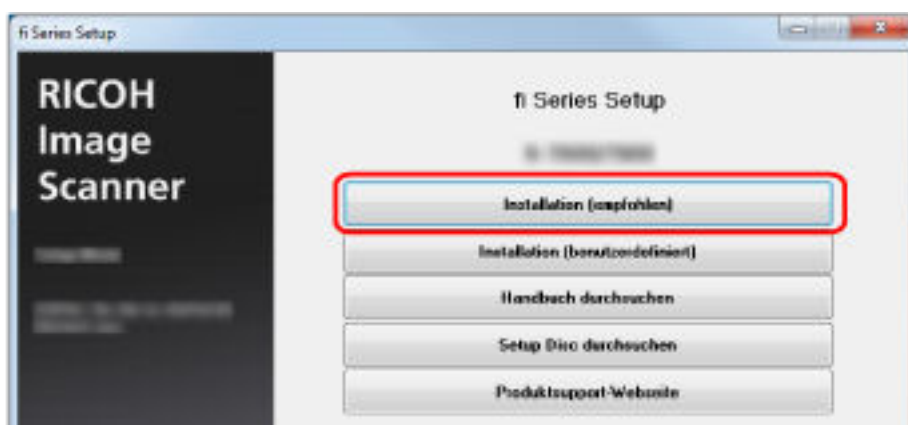 fi Series Setup
RICOH
Image
Scanner
fi Series Setup
Installation (empfohlen)
Installation (benutzerdefiniert)
Handbuch durchsuchen
Setup Disc durchsuchen
Produktsupport-Webseite